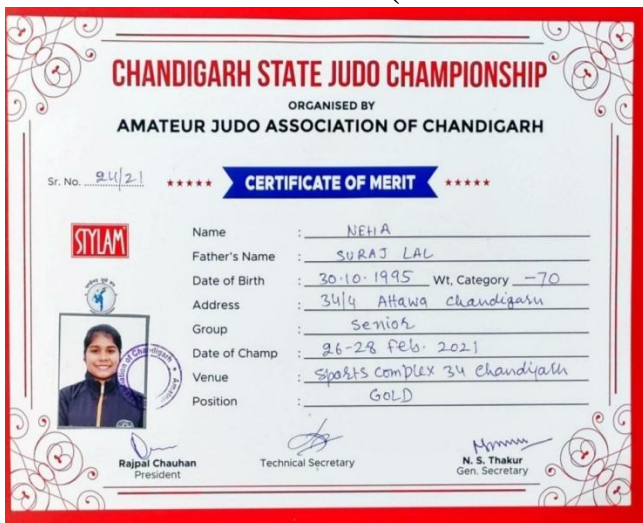 CHANDIGARH STATE JUDO CHAMPIONSHIP
ORGANISED BY
AMATEUR JUDO ASSOCIATION OF CHANDIGARH
Sr. No. 24/21
CERTIFICATE OF MERIT
STYLAM
Name : NEHA
Father's Name : SURAJ LAL
Date of Birth : 30.10.1995 Wt, Category -70
Address : 34/4 Attawa Chandigarh
Group : Senior
Date of Champ : 26-28 Feb. 2021
Venue : Sports Complex 34 Chandigarh
Position : GOLD
of Chandigarh
Rajpal Chauhan
President
Technical Secretary
N. S. Thakur
Gen. Secretary